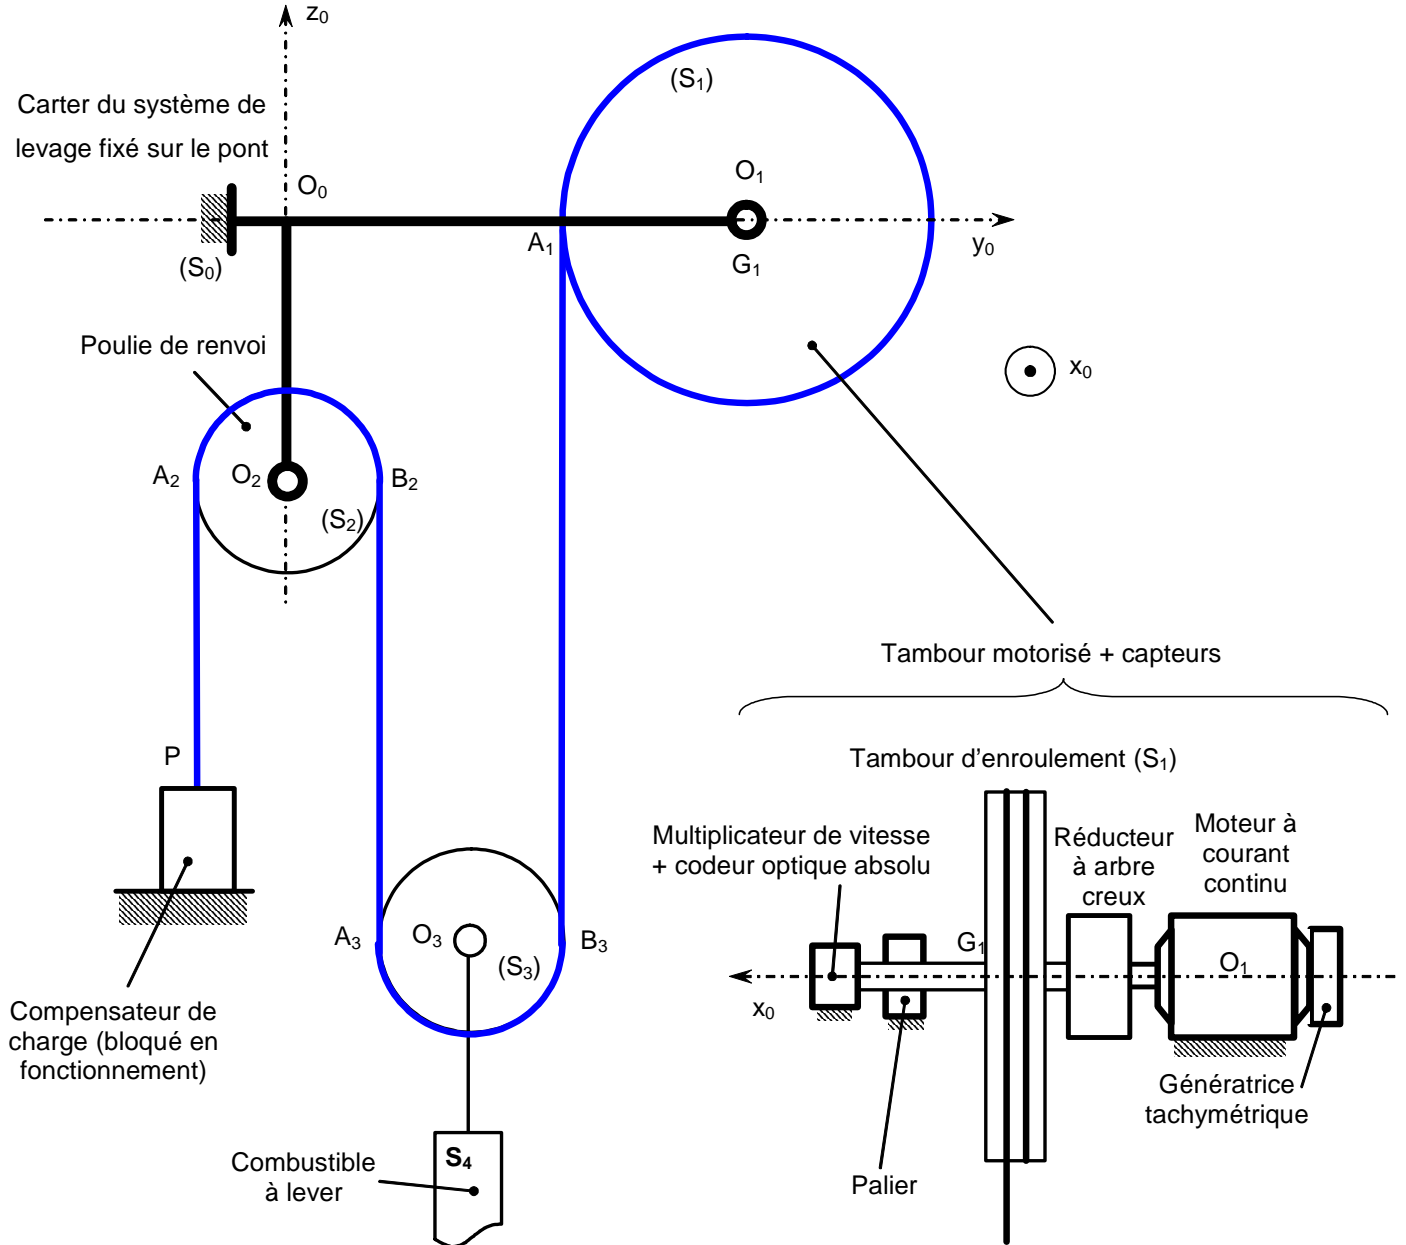 z0
(S1)
Carter du système de
levage fixé sur le pont
O0
O1
A1
G1
y0
(S0)
Poulie de renvoi
x0
A2
O2
B2
(S2)
Tambour motorisé + capteurs
P
Tambour d'enroulement (S1)
Multiplicateur de vitesse
+ codeur optique absolu
Réducteur
à arbre
creux
Moteur à
courant
continu
A3
O3
B3
(S3)
G1
O1
x0
Compensateur de
charge (bloqué en
fonctionnement)
Génératrice
tachymétrique
S4
Combustible
à lever
Palier